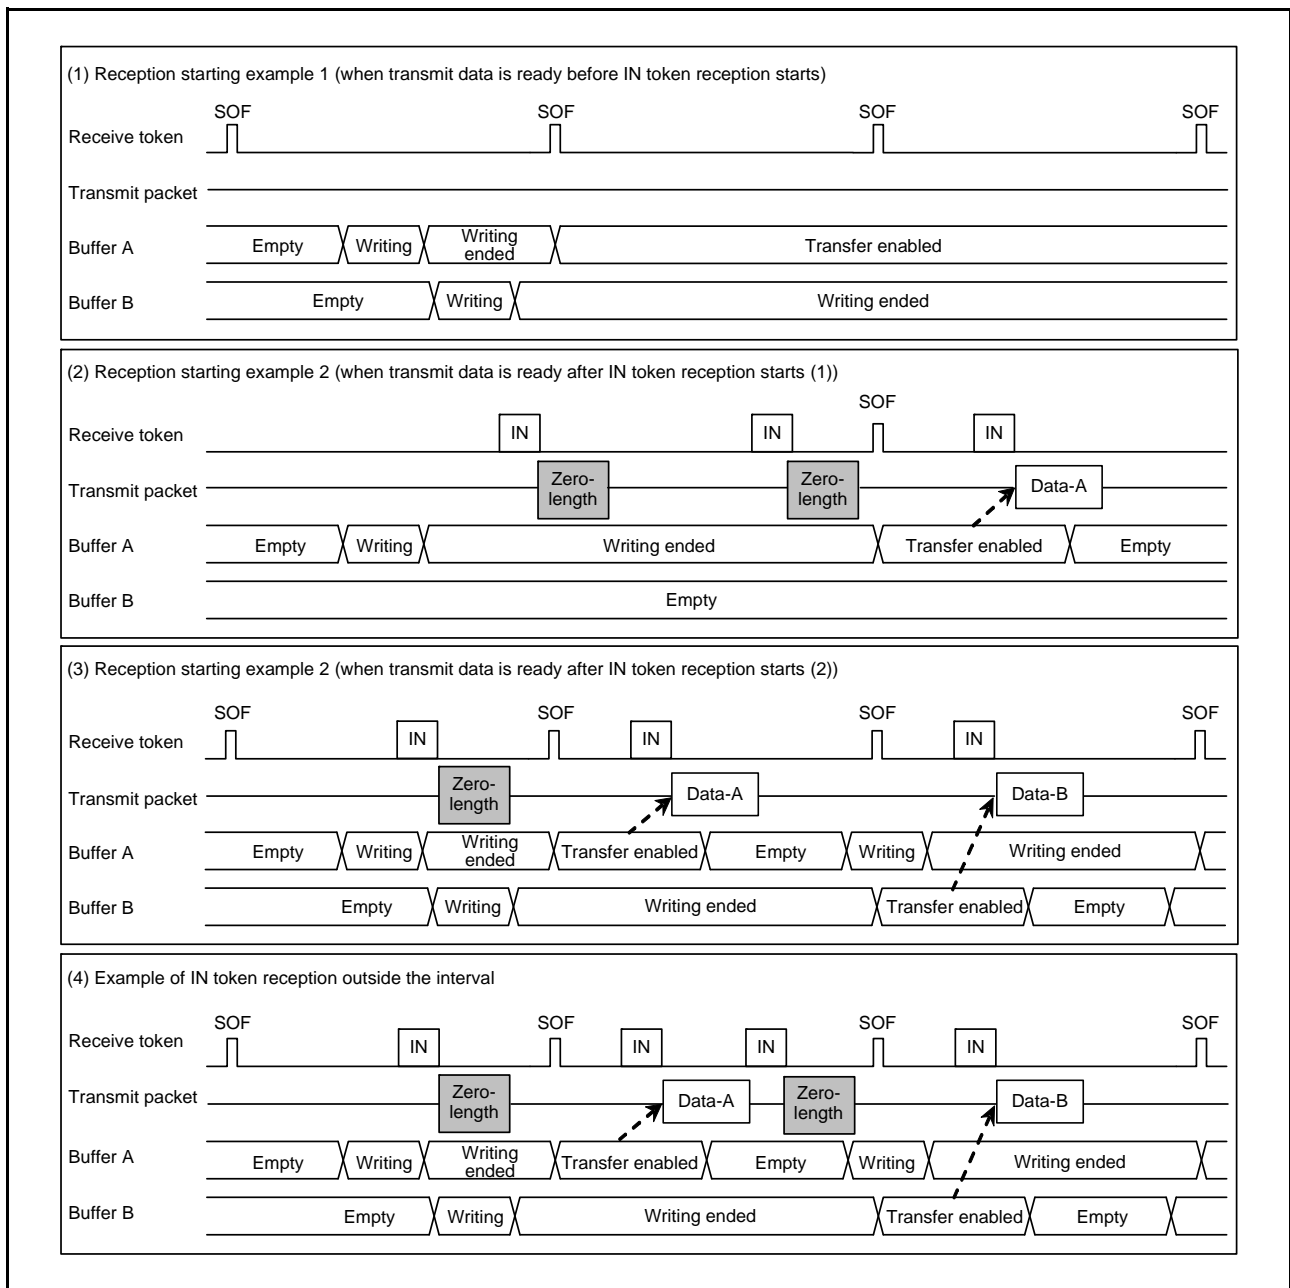 (1) Reception starting example 1 (when transmit data is ready before IN token reception starts)
SOF SOF SOF SOF
Receive token
Transmit packet
Buffer A Empty Writing Writing ended Transfer enabled
Buffer B Empty Writing Writing ended
(2) Reception starting example 2 (when transmit data is ready after IN token reception starts (1))
SOF
Receive token IN IN IN
Transmit packet Zero-length Zero-length Data-A
Buffer A Empty Writing Writing ended Transfer enabled Empty
Buffer B Empty
(3) Reception starting example 2 (when transmit data is ready after IN token reception starts (2))
SOF SOF SOF SOF
Receive token IN IN IN
Transmit packet Zero-length Data-A Data-B
Buffer A Empty Writing Writing ended Transfer enabled Empty Writing Writing ended
Buffer B Empty Writing Writing ended Transfer enabled Empty
(4) Example of IN token reception outside the interval
SOF SOF SOF SOF
Receive token IN IN IN IN
Transmit packet Zero-length Data-A Zero-length Data-B
Buffer A Empty Writing Writing ended Transfer enabled Empty Writing Writing ended
Buffer B Empty Writing Writing ended Transfer enabled Empty